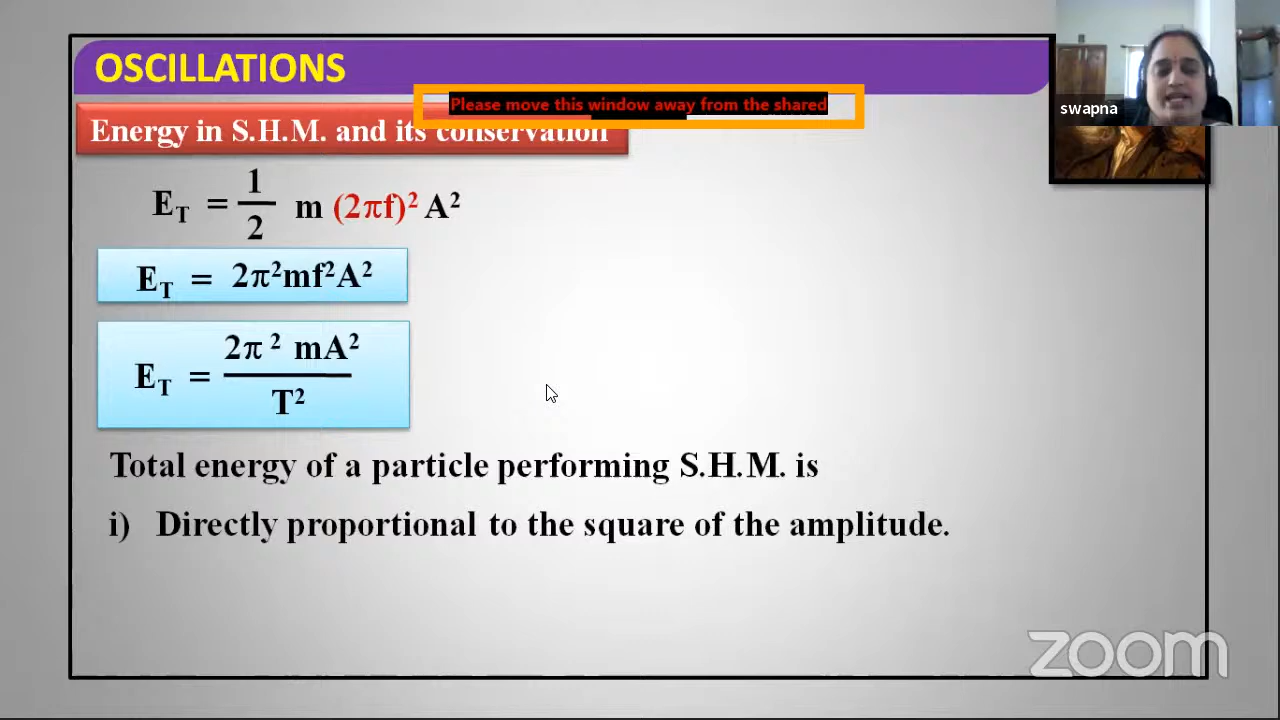 OSCILLATIONS
Please move this window away from the shared
Energy in S.H.M. and its conservation
swapna
E_T = 1/2 m (2πf)² A²
E_T = 2π²mf²A²
E_T = 2π² mA² / T²
Total energy of a particle performing S.H.M. is
i) Directly proportional to the square of the amplitude.
zoom